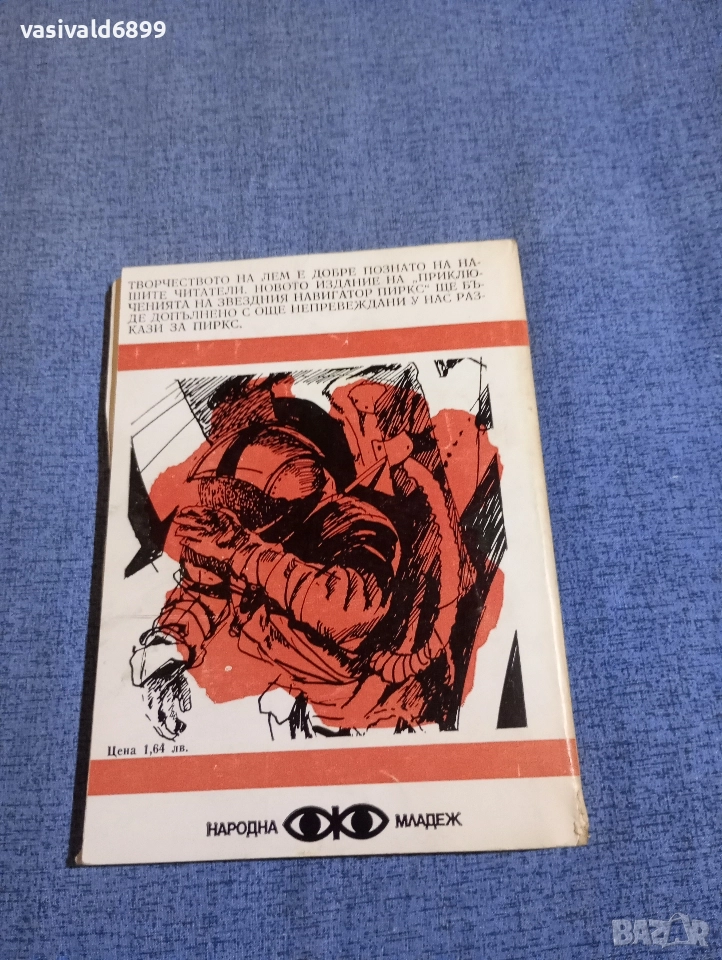 vasivald6899
ТВОРЧЕСТВОТО НА ЛЕМ Е ДОБРЕ ПОЗНАТО НА НА-
ШИТЕ ЧИТАТЕЛИ. НОВОТО ИЗДАНИЕ НА „ПРИКЛЮ-
ЧЕНИЯТА НА ЗВЕЗДНИЯ НАВИГАТОР ПИРКС“ ЩЕ БЪ-
ДЕ ДОПЪЛНЕНО С ОЩЕ НЕПРЕВЕЖДАНИ У НАС РАЗ-
КАЗИ ЗА ПИРКС.
Цена 1,64 лв.
НАРОДНА МЛАДЕЖ
BAZAR